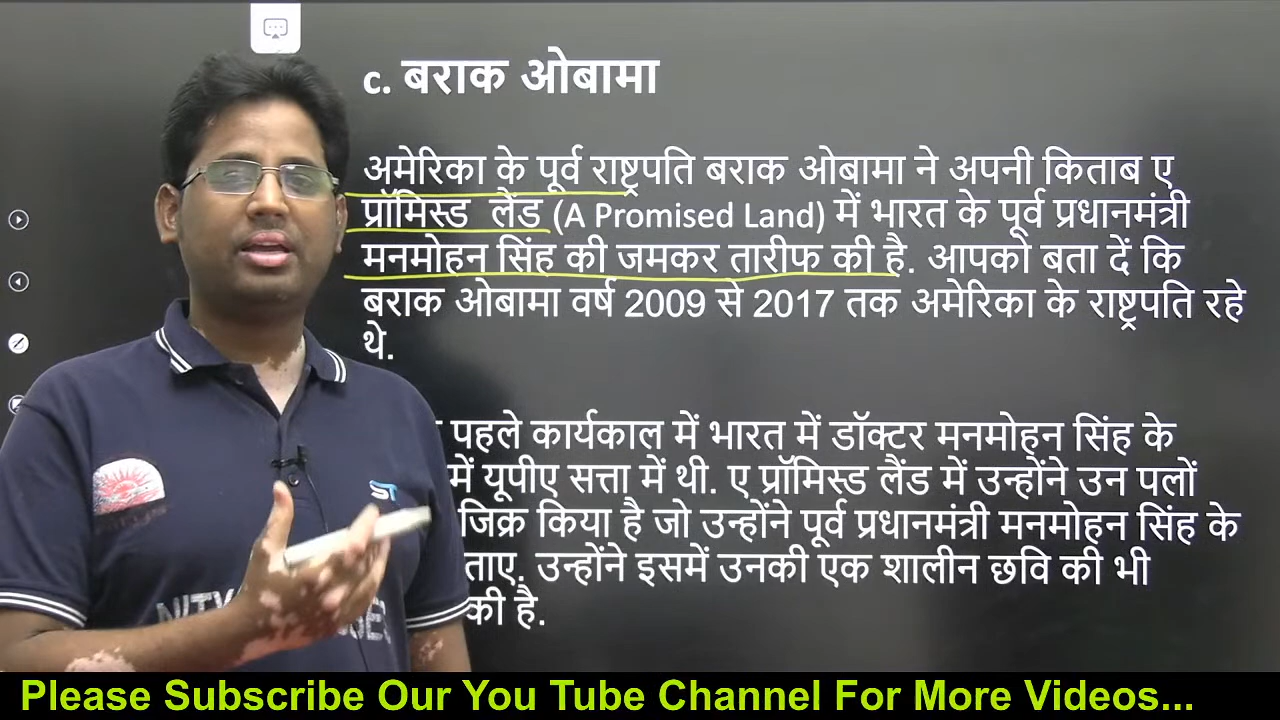 c. बराक ओबामा
अमेरिका के पूर्व राष्ट्रपति बराक ओबामा ने अपनी किताब ए
प्रॉमिस्ड लैंड (A Promised Land) में भारत के पूर्व प्रधानमंत्री
मनमोहन सिंह की जमकर तारीफ की है. आपको बता दें कि
बराक ओबामा वर्ष 2009 से 2017 तक अमेरिका के राष्ट्रपति रहे
थे.
पहले कार्यकाल में भारत में डॉक्टर मनमोहन सिंह के
में यूपीए सत्ता में थी. ए प्रॉमिस्ड लैंड में उन्होंने उन पलों
जिक्र किया है जो उन्होंने पूर्व प्रधानमंत्री मनमोहन सिंह के
ताए. उन्होंने इसमें उनकी एक शालीन छवि की भी
की है.
ST
Please Subscribe Our You Tube Channel For More Videos...